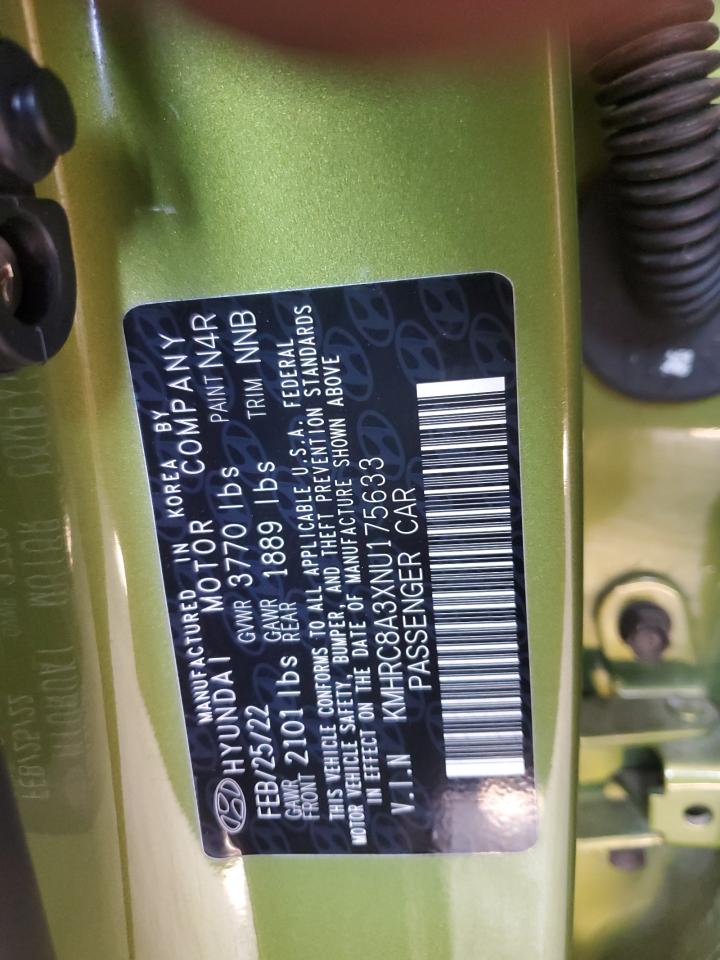 MANUFACTURED IN KOREA BY
HYUNDAI MOTOR COMPANY
FEB/25/22 GVWR 3770 lbs PAINT N4R
GAWR FRONT 2101 lbs GAWR REAR 1889 lbs TRIM NNB
THIS VEHICLE CONFORMS TO ALL APPLICABLE U.S.A. FEDERAL
MOTOR VEHICLE SAFETY, BUMPER, AND THEFT PREVENTION STANDARDS
IN EFFECT ON THE DATE OF MANUFACTURE SHOWN ABOVE
V.I.N KMHRC8A3XNU175633
PASSENGER CAR